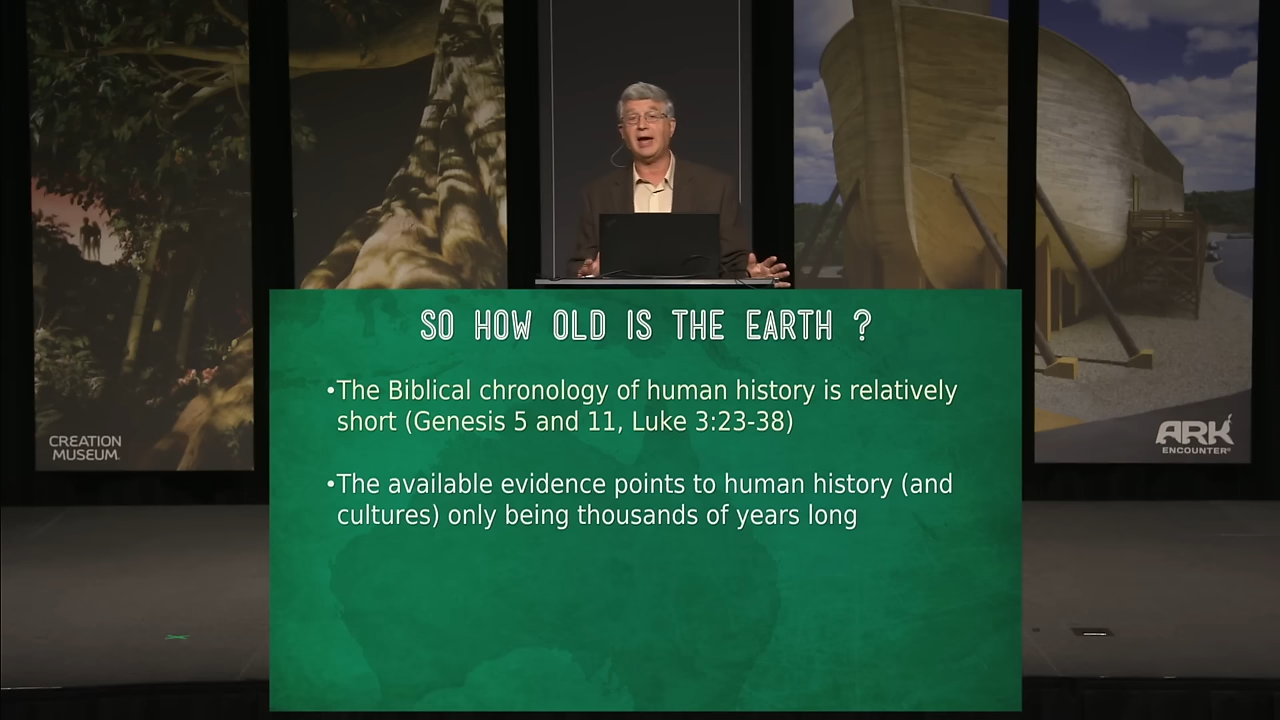 SO HOW OLD IS THE EARTH ?
•The Biblical chronology of human history is relatively
short (Genesis 5 and 11, Luke 3:23-38)
•The available evidence points to human history (and
cultures) only being thousands of years long
CREATION
MUSEUM
ARK
ENCOUNTER®